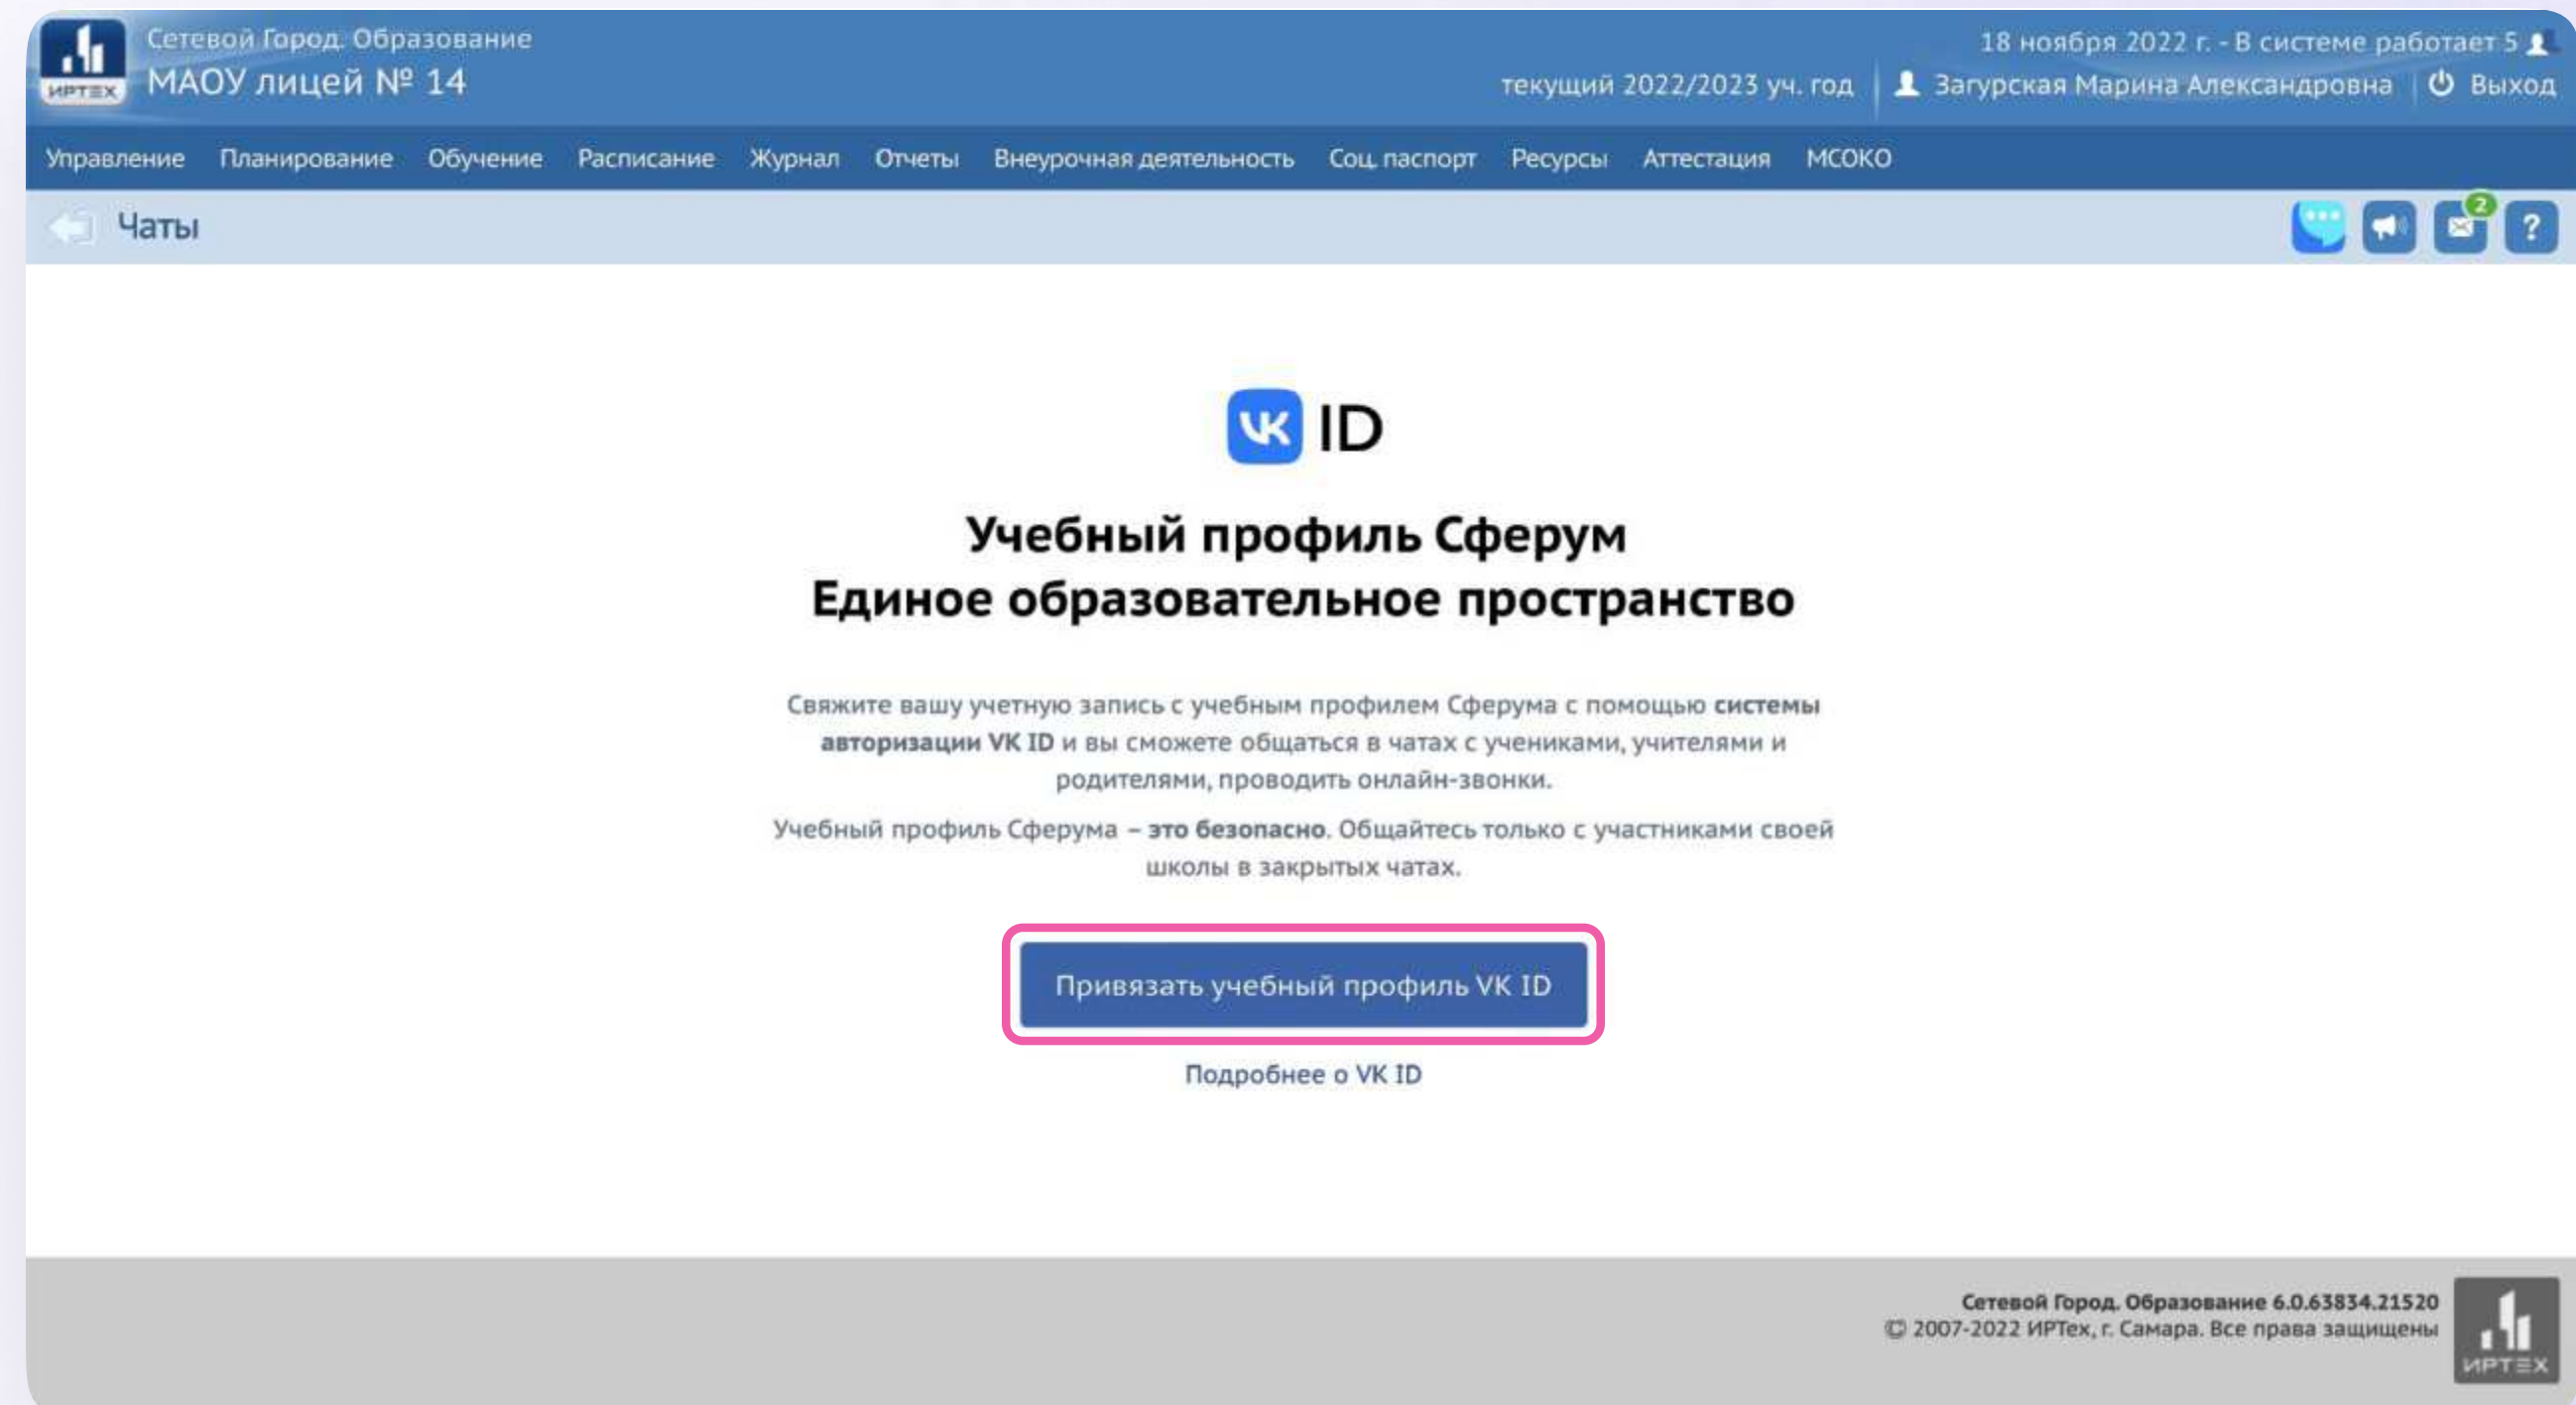 Сетевой Город. Образование
МАОУ лицей № 14
ИРТЕХ
18 ноября 2022 г. - В системе работает 5
текущий 2022/2023 уч. год
Загурская Марина Александровна
Выход
Управление Планирование Обучение Расписание Журнал Отчеты Внеурочная деятельность Соц. паспорт Ресурсы Аттестация МСОКО
Чаты
2
?
VK ID
Учебный профиль Сферум
Единое образовательное пространство
Свяжите вашу учетную запись с учебным профилем Сферума с помощью системы
авторизации VK ID и вы сможете общаться в чатах с учениками, учителями и
родителями, проводить онлайн-звонки.
Учебный профиль Сферума – это безопасно. Общайтесь только с участниками своей
школы в закрытых чатах.
Привязать учебный профиль VK ID
Подробнее о VK ID
Сетевой Город. Образование 6.0.63834.21520
© 2007-2022 ИРТех, г. Самара. Все права защищены
ИРТЕХ